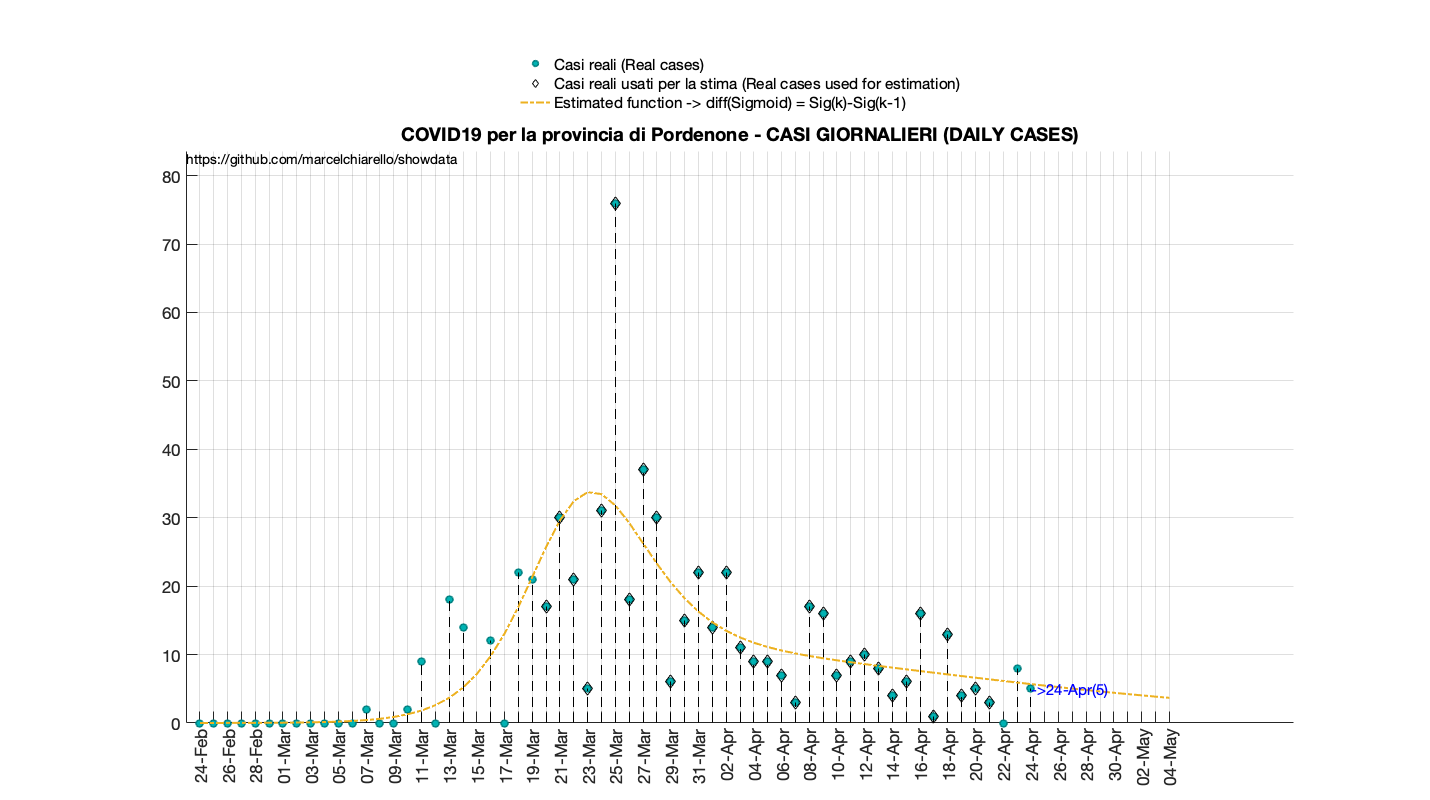 Casi reali (Real cases)
Casi reali usati per la stima (Real cases used for estimation)
Estimated function -> diff(Sigmoid) = Sig(k)-Sig(k-1)
COVID19 per la provincia di Pordenone - CASI GIORNALIERI (DAILY CASES)
https://github.com/marcelchiarello/showdata
80
70
60
50
40
30
20
10
0
->24-Apr(5)
24-Feb
26-Feb
28-Feb
01-Mar
03-Mar
05-Mar
07-Mar
09-Mar
11-Mar
13-Mar
15-Mar
17-Mar
19-Mar
21-Mar
23-Mar
25-Mar
27-Mar
29-Mar
31-Mar
02-Apr
04-Apr
06-Apr
08-Apr
10-Apr
12-Apr
14-Apr
16-Apr
18-Apr
20-Apr
22-Apr
24-Apr
26-Apr
28-Apr
30-Apr
02-May
04-May